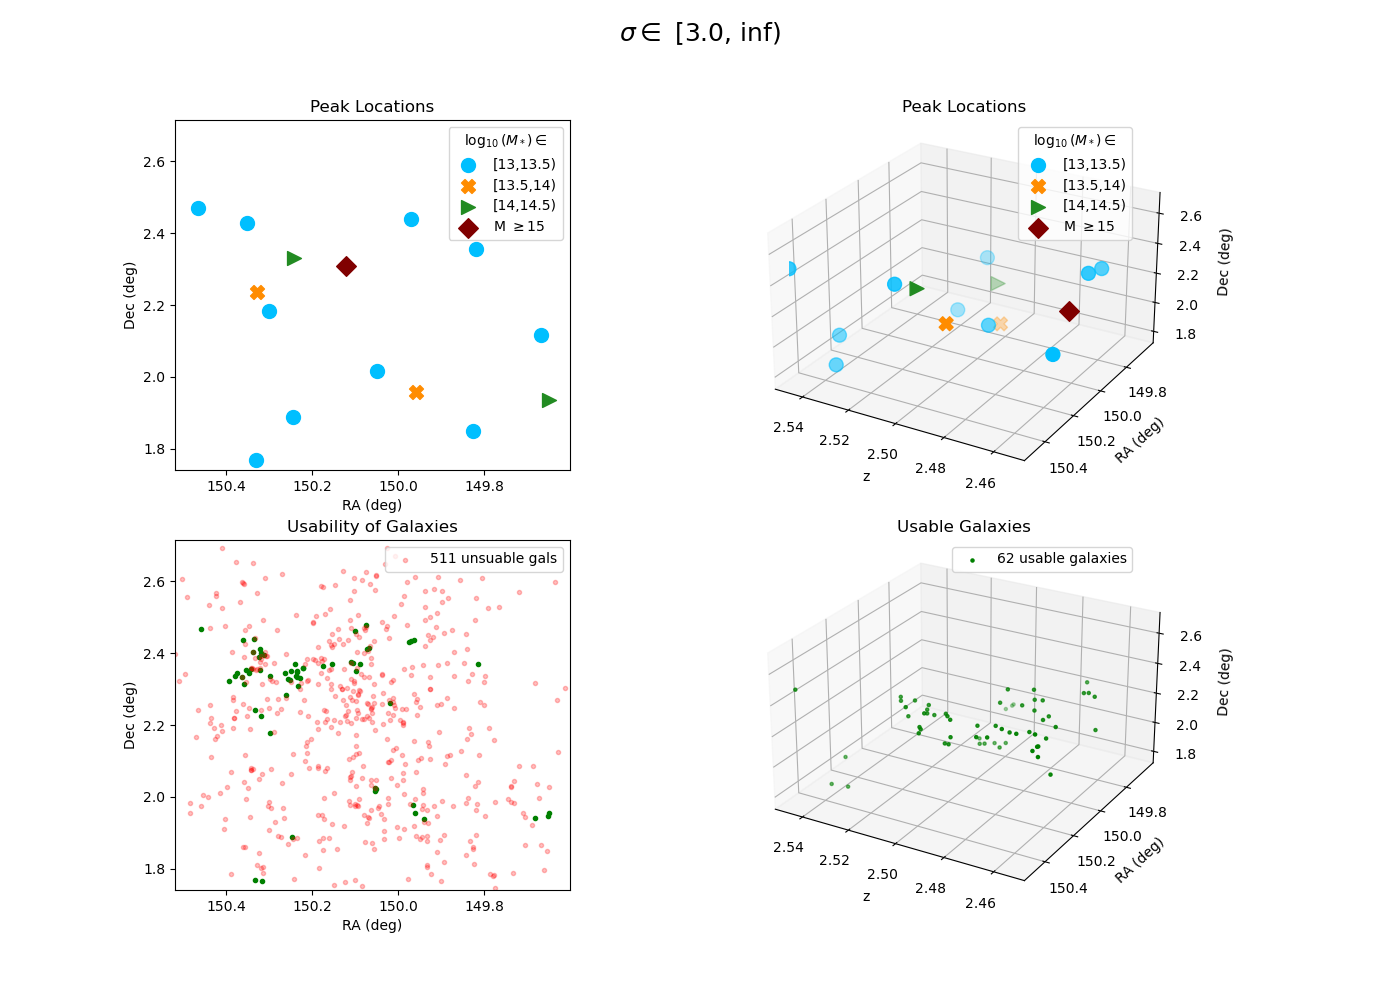 σ ∈ [3.0, inf)
Peak Locations
log₁₀(M*) ∈
[13,13.5)
[13.5,14)
[14,14.5)
M ≥15
2.6
2.4
2.2
2.0
1.8
Dec (deg)
150.4 150.2 150.0 149.8
RA (deg)
Peak Locations
log₁₀(M*) ∈
[13,13.5)
[13.5,14)
[14,14.5)
M ≥15
2.6
2.4
2.2
2.0
1.8
Dec (deg)
149.8
150.0
150.2
150.4
RA (deg)
2.54
2.52
2.50
2.48
2.46
z
Usability of Galaxies
511 unsuable gals
2.6
2.4
2.2
2.0
1.8
Dec (deg)
150.4 150.2 150.0 149.8
RA (deg)
Usable Galaxies
62 usable galaxies
2.6
2.4
2.2
2.0
1.8
Dec (deg)
149.8
150.0
150.2
150.4
RA (deg)
2.54
2.52
2.50
2.48
2.46
z